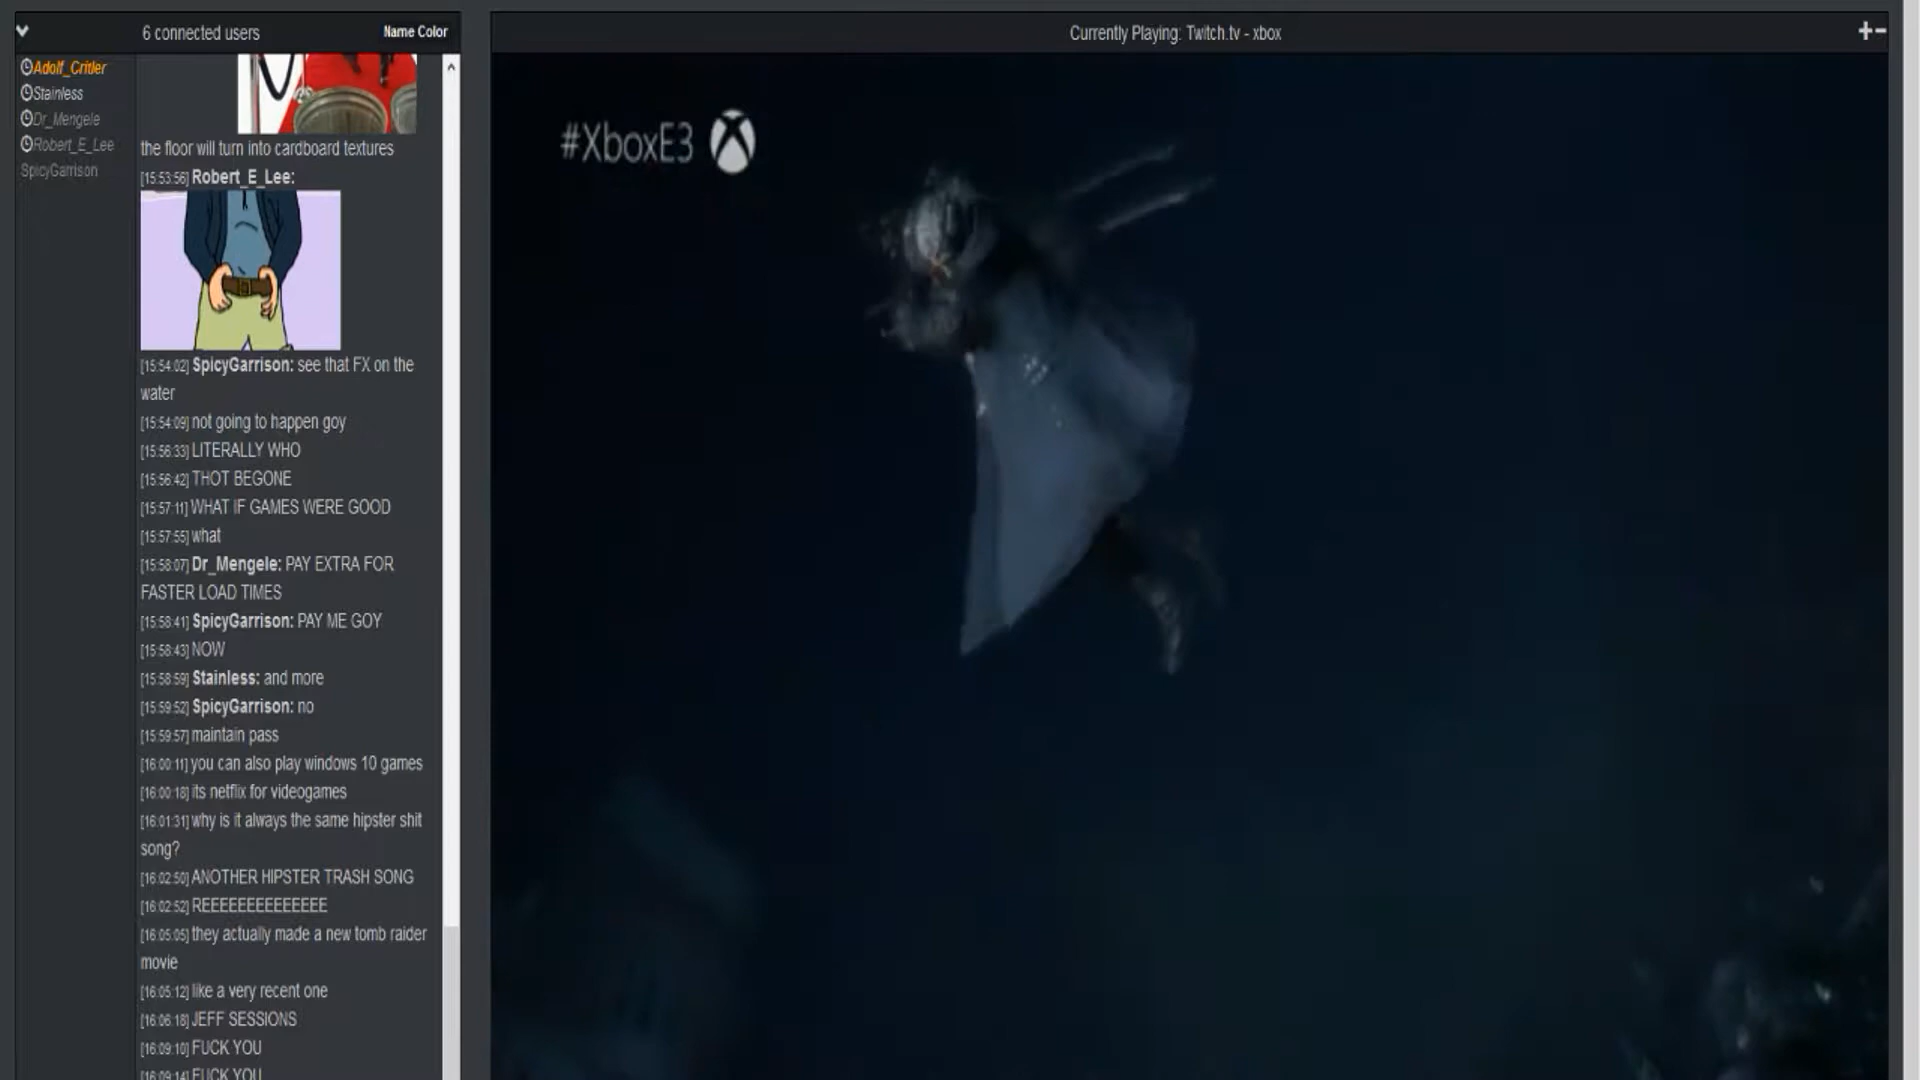 6 connected users
Name Color
Currently Playing: Twitch.tv - xbox
Adolf_Critler
Stainless
Dr_Mengele
Robert_E_Lee
SpicyGarrison
the floor will turn into cardboard textures
[15:53:56] Robert_E_Lee:
[15:54:02] SpicyGarrison: see that FX on the
water
[15:54:09] not going to happen goy
[15:56:33] LITERALLY WHO
[15:56:42] THOT BEGONE
[15:57:11] WHAT IF GAMES WERE GOOD
[15:57:55] what
[15:58:07] Dr_Mengele: PAY EXTRA FOR
FASTER LOAD TIMES
[15:58:41] SpicyGarrison: PAY ME GOY
[15:58:43] NOW
[15:58:59] Stainless: and more
[15:59:52] SpicyGarrison: no
[15:59:57] maintain pass
[16:00:11] you can also play windows 10 games
[16:00:18] its netflix for videogames
[16:01:31] why is it always the same hipster shit
song?
[16:02:50] ANOTHER HIPSTER TRASH SONG
[16:02:52] REEEEEEEEEEEEEE
[16:05:05] they actually made a new tomb raider
movie
[16:05:12] like a very recent one
[16:06:18] JEFF SESSIONS
[16:09:10] FUCK YOU
[16:09:14] FUCK YOU
#XboxE3